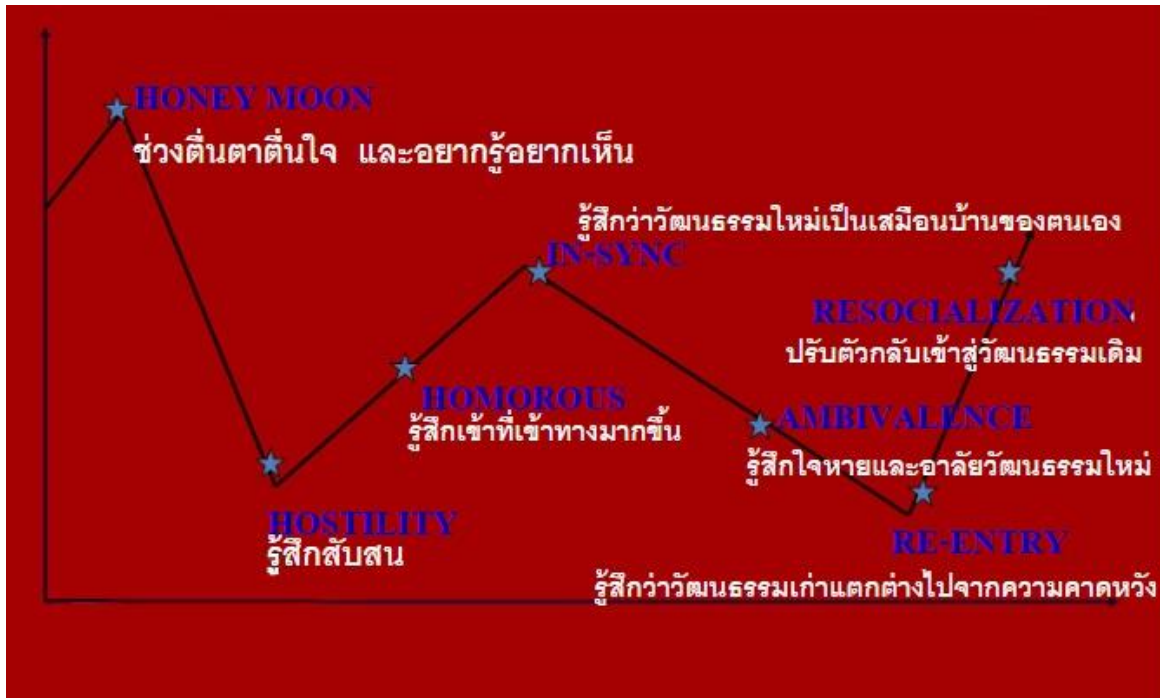 HONEY MOON
ช่วงตื่นตาตื่นใจ และอยากรู้อยากเห็น
รู้สึกว่าวัฒนธรรมใหม่เป็นเสมือนบ้านของตนเอง
IN-SYNC
RESOCIALIZATION
ปรับตัวกลับเข้าสู่วัฒนธรรมเดิม
HOMOROUS
รู้สึกเข้าที่เข้าทางมากขึ้น
AMBIVALENCE
รู้สึกใจหายและอาลัยวัฒนธรรมใหม่
HOSTILITY
รู้สึกสับสน
RE-ENTRY
รู้สึกว่าวัฒนธรรมเก่าแตกต่างไปจากความคาดหวัง